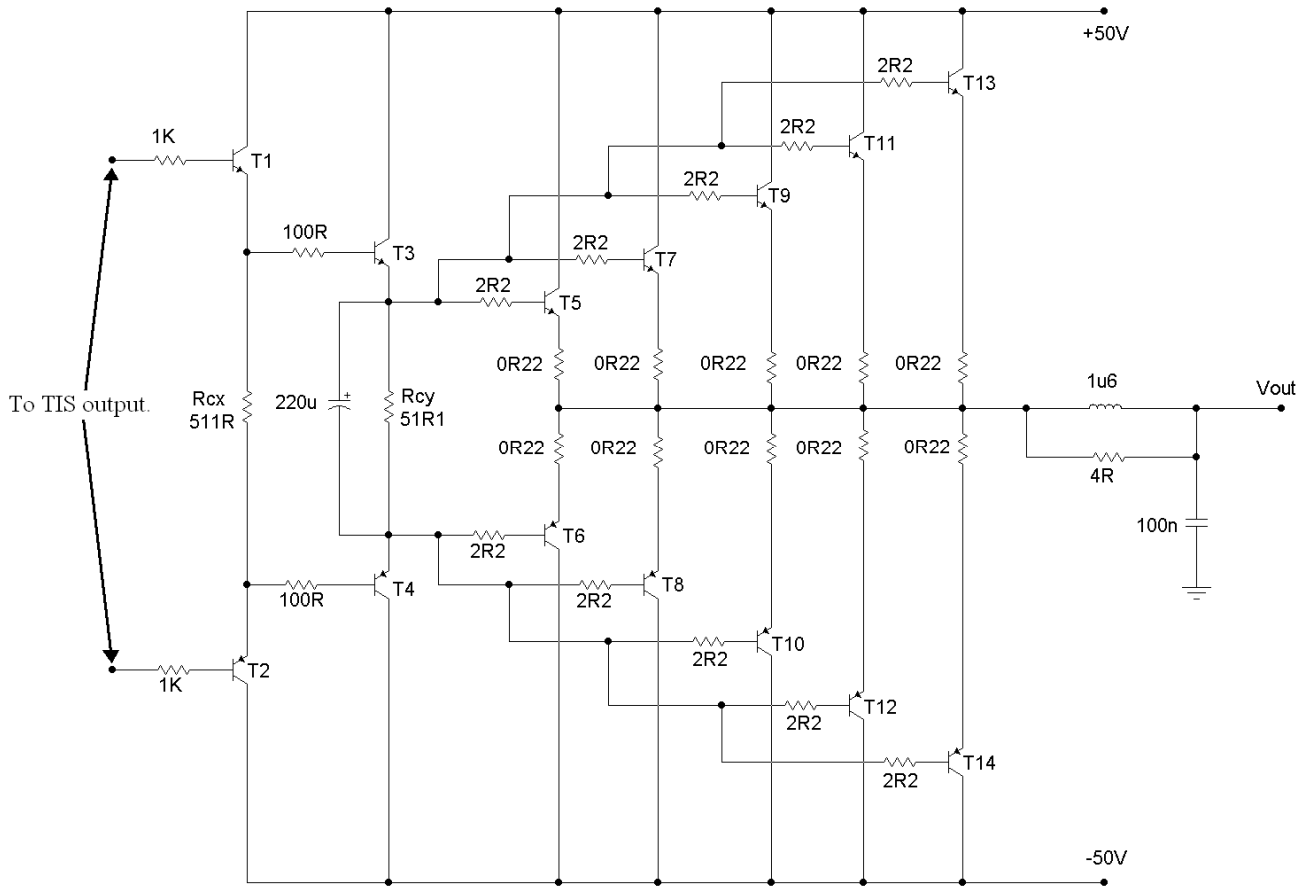 +50V
2R2
T13
1K
2R2
T11
T1
2R2
T9
100R
T3
2R2
T7
2R2
T5
0R22
0R22
0R22
0R22
0R22
1u6
Vout
To TIS output.
Rcx
511R
220u
+
Rcy
51R1
0R22
0R22
0R22
0R22
0R22
4R
100n
T6
2R2
T4
100R
T8
2R2
T10
2R2
T2
1K
T12
2R2
T14
2R2
-50V